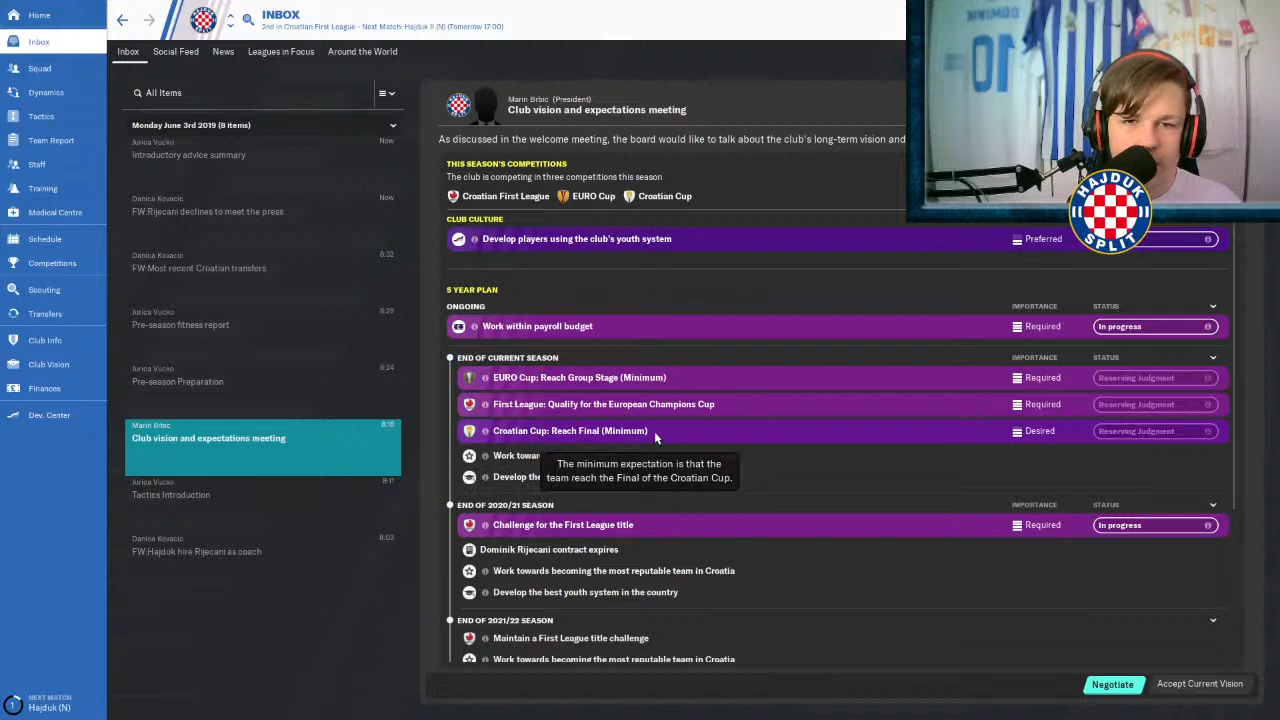 Home
Inbox
Squad
Dynamics
Tactics
Team Report
Staff
Training
Medical Centre
Schedule
Competitions
Scouting
Transfers
Club Info
Club Vision
Finances
Dev. Center
1
NEXT MATCH
Hajduk (N)
INBOX
2nd in Croatian First League - Next Match: Hajduk II (N) (Tomorrow 17:00)
Inbox
Social Feed
News
Leagues in Focus
Around the World
All Items
Monday June 3rd 2019 (8 items)
Jurica Vucko
Now
Introductory advice summary
Danica Kovacic
Now
FW:Rijecani declines to meet the press
Danica Kovacic
8:32
FW:Most recent Croatian transfers
Jurica Vucko
8:29
Pre-season fitness report
Jurica Vucko
8:24
Pre-season Preparation
Marin Brbic
8:15
Club vision and expectations meeting
Jurica Vucko
8:11
Tactics Introduction
Danica Kovacic
8:03
FW:Hajduk hire Rijecani as coach
Marin Brbic (President)
Club vision and expectations meeting
As discussed in the welcome meeting, the board would like to talk about the club's long-term vision and
THIS SEASON'S COMPETITIONS
The club is competing in three competitions this season
Croatian First League
EURO Cup
Croatian Cup
CLUB CULTURE
Develop players using the club's youth system
Preferred
5 YEAR PLAN
ONGOING
IMPORTANCE
STATUS
Work within payroll budget
Required
In progress
END OF CURRENT SEASON
IMPORTANCE
STATUS
EURO Cup: Reach Group Stage (Minimum)
Required
Reserving Judgment
First League: Qualify for the European Champions Cup
Required
Reserving Judgment
Croatian Cup: Reach Final (Minimum)
Desired
Reserving Judgment
Work towar
Develop the
The minimum expectation is that the
team reach the Final of the Croatian Cup.
END OF 2020/21 SEASON
IMPORTANCE
STATUS
Challenge for the First League title
Required
In progress
Dominik Rijecani contract expires
Work towards becoming the most reputable team in Croatia
Develop the best youth system in the country
END OF 2021/22 SEASON
Maintain a First League title challenge
Work towards becoming the most reputable team in Croatia
Negotiate
Accept Current Vision
10
HAJDUK
SPLIT